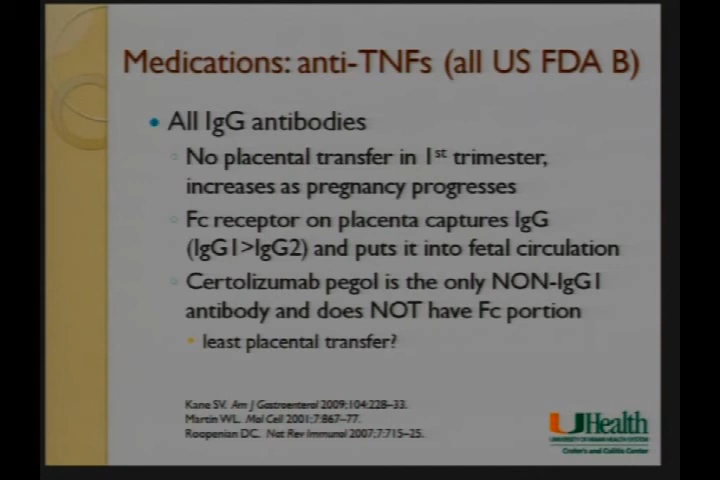 Medications: anti-TNFs (all US FDA B)
All IgG antibodies
No placental transfer in 1st trimester,
increases as pregnancy progresses
Fc receptor on placenta captures IgG
(IgG1>IgG2) and puts it into fetal circulation
Certolizumab pegol is the only NON-IgG1
antibody and does NOT have Fc portion
least placental transfer?
Kane SV. Am J Gastroenterol 2009;104:228–33.
Martin WL. Mol Cell 2001;7:867–77.
Roopenian DC. Nat Rev Immunol 2007;7:715–25.
UHealth
UNIVERSITY OF MIAMI HEALTH SYSTEM
Crohn's and Colitis Center